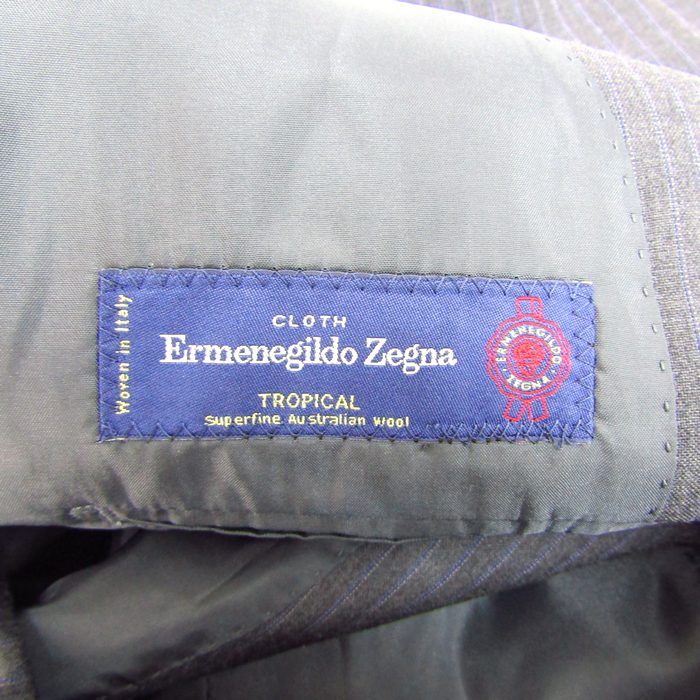 Woven in Italy
CLOTH
Ermenegildo Zegna
TROPICAL
Superfine Australian Wool
ERMENEGILDO
ZEGNA